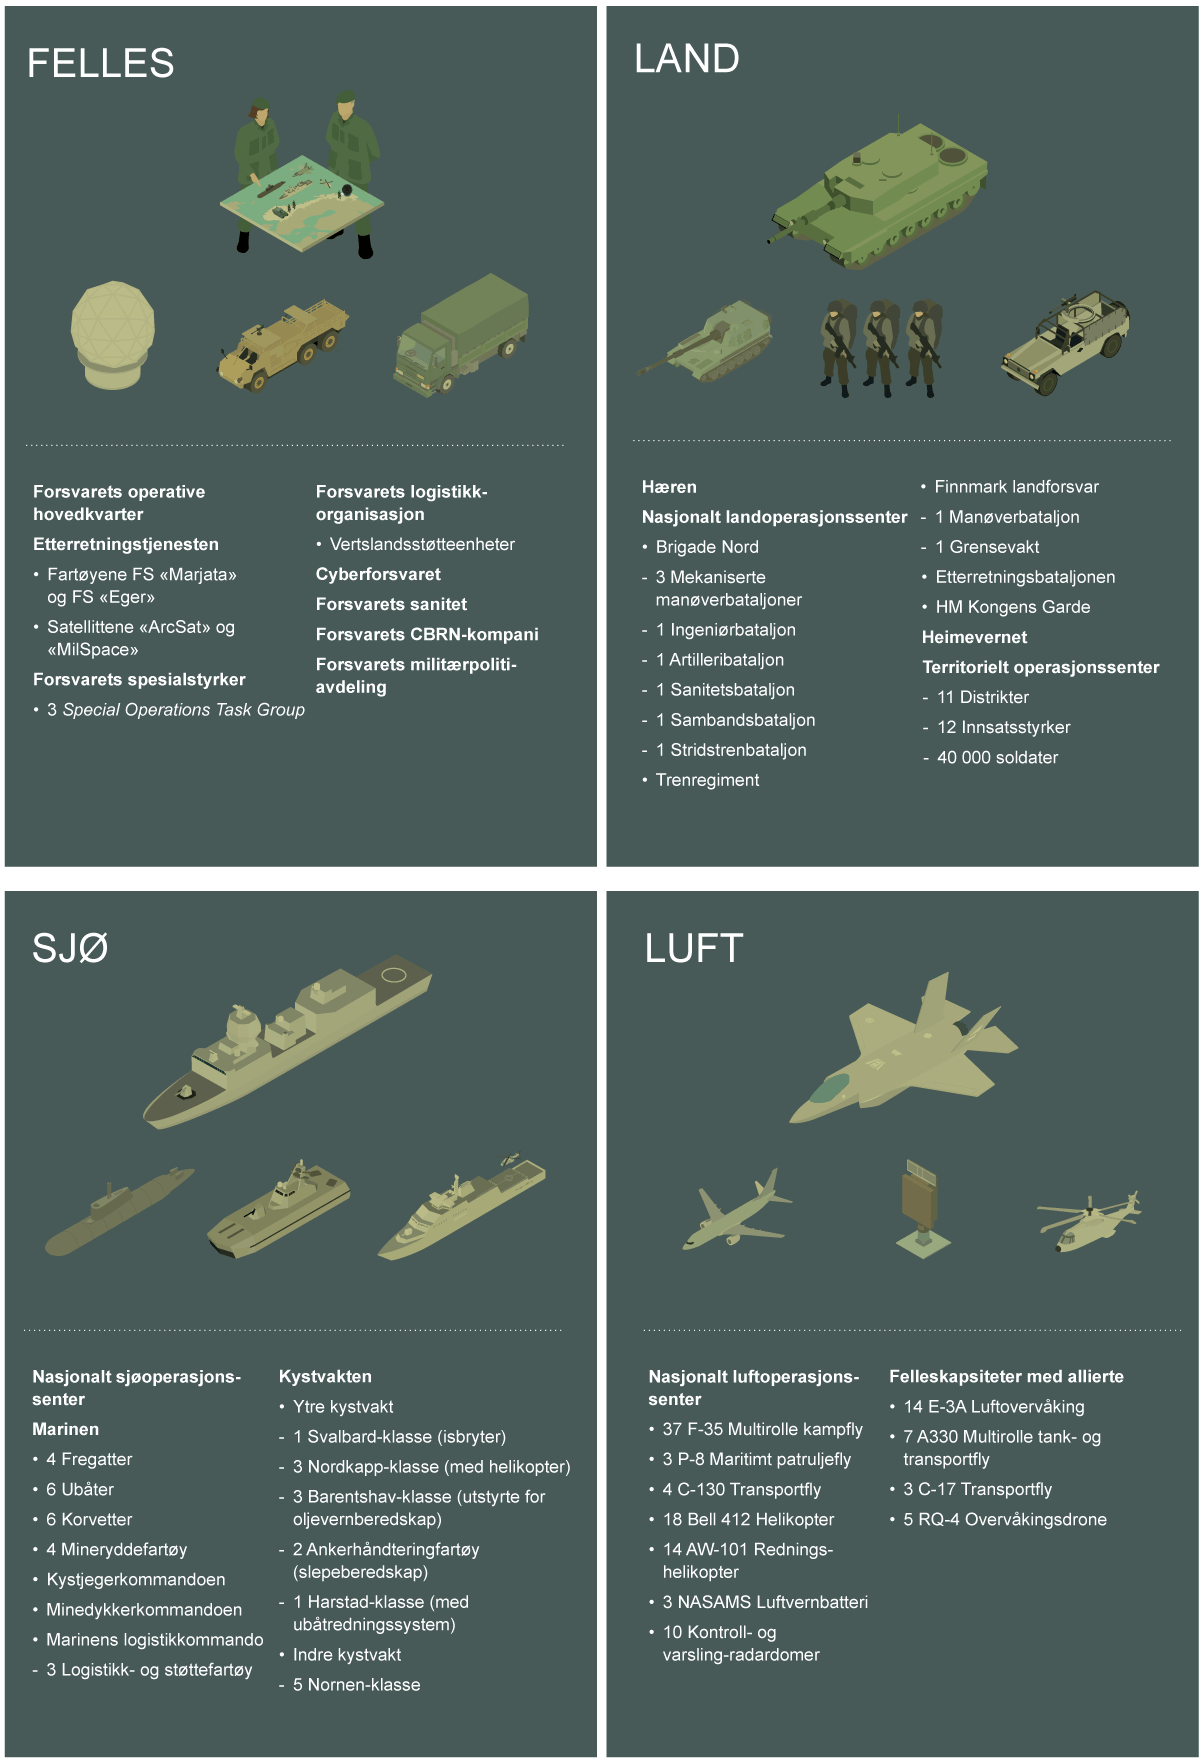 FELLES
Forsvarets operative
hovedkvarter
Etterretningstjenesten
• Fartøyene FS «Marjata»
og FS «Eger»
• Satellittene «ArcSat» og
«MilSpace»
Forsvarets spesialstyrker
• 3 Special Operations Task Group
Forsvarets logistikk-
organisasjon
• Vertslandsstøtteenheter
Cyberforsvaret
Forsvarets sanitet
Forsvarets CBRN-kompani
Forsvarets militærpoliti-
avdeling
LAND
Hæren
Nasjonalt landoperasjonssenter
• Brigade Nord
- 3 Mekaniserte
manøverbataljoner
- 1 Ingeniørbataljon
- 1 Artilleribataljon
- 1 Sanitetsbataljon
- 1 Sambandsbataljon
- 1 Stridstrenbataljon
• Trenregiment
• Finnmark landforsvar
- 1 Manøverbataljon
- 1 Grensevakt
• Etterretningsbataljonen
• HM Kongens Garde
Heimevernet
Territorielt operasjonssenter
- 11 Distrikter
- 12 Innsatsstyrker
- 40 000 soldater
SJØ
Nasjonalt sjøoperasjons-
senter
Marinen
• 4 Fregatter
• 6 Ubåter
• 6 Korvetter
• 4 Mineryddefartøy
• Kystjegerkommandoen
• Minedykkerkommandoen
• Marinens logistikkommando
- 3 Logistikk- og støttefartøy
Kystvakten
• Ytre kystvakt
- 1 Svalbard-klasse (isbryter)
- 3 Nordkapp-klasse (med helikopter)
- 3 Barentshav-klasse (utstyrte for
oljevernberedskap)
- 2 Ankerhåndteringfartøy
(slepeberedskap)
- 1 Harstad-klasse (med
ubåtredningssystem)
• Indre kystvakt
- 5 Nornen-klasse
LUFT
Nasjonalt luftoperasjons-
senter
• 37 F-35 Multirolle kampfly
• 3 P-8 Maritimt patruljefly
• 4 C-130 Transportfly
• 18 Bell 412 Helikopter
• 14 AW-101 Rednings-
helikopter
• 3 NASAMS Luftvernbatteri
• 10 Kontroll- og
varsling-radardomer
Felleskapsiteter med allierte
• 14 E-3A Luftovervåking
• 7 A330 Multirolle tank- og
transportfly
• 3 C-17 Transportfly
• 5 RQ-4 Overvåkingsdrone